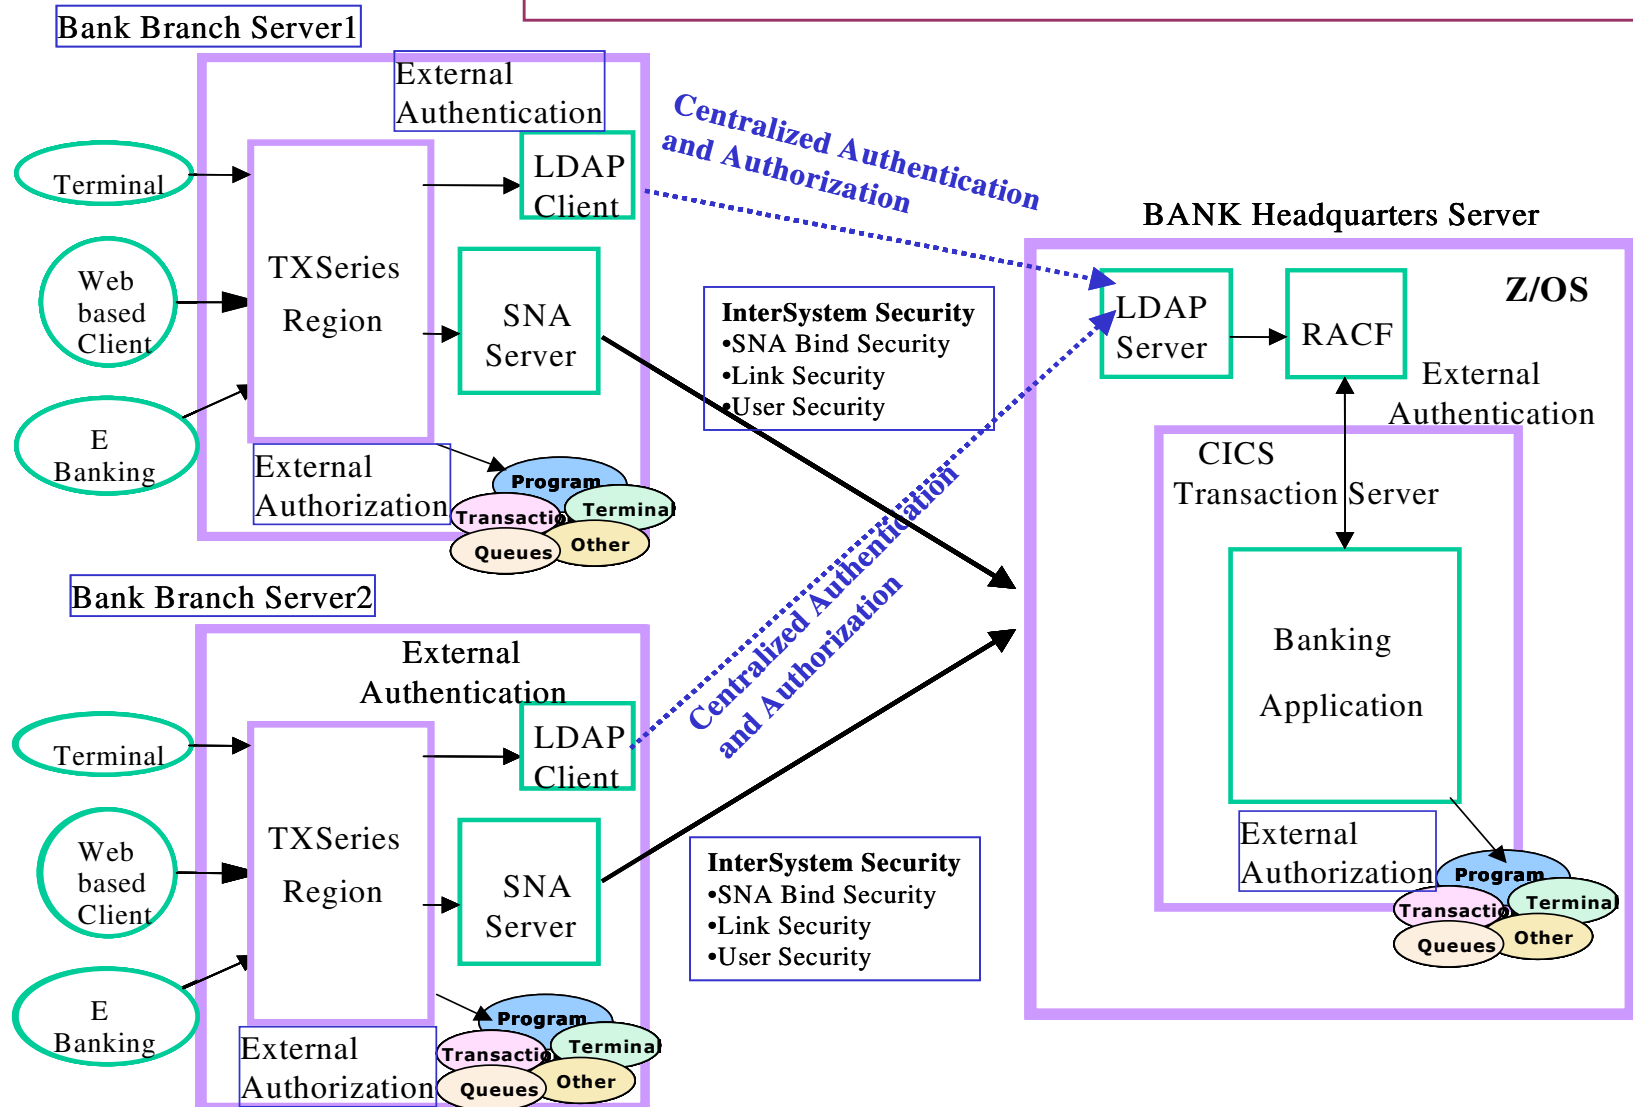 Bank Branch Server1
External
Authentication
Terminal
Web
based
Client
E
Banking
TXSeries
Region
LDAP
Client
SNA
Server
External
Authorization
Program
Transactio
Terminal
Queues
Other
Centralized Authentication
and Authorization
InterSystem Security
•SNA Bind Security
•Link Security
•User Security
BANK Headquarters Server
Z/OS
LDAP
Server
RACF
External
Authentication
CICS
Transaction Server
Banking
Application
External
Authorization
Program
Transactio
Terminal
Queues
Other
Bank Branch Server2
External
Authentication
Terminal
Web
based
Client
E
Banking
TXSeries
Region
LDAP
Client
SNA
Server
External
Authorization
Program
Transactio
Terminal
Queues
Other
Centralized Authentication
and Authorization
InterSystem Security
•SNA Bind Security
•Link Security
•User Security